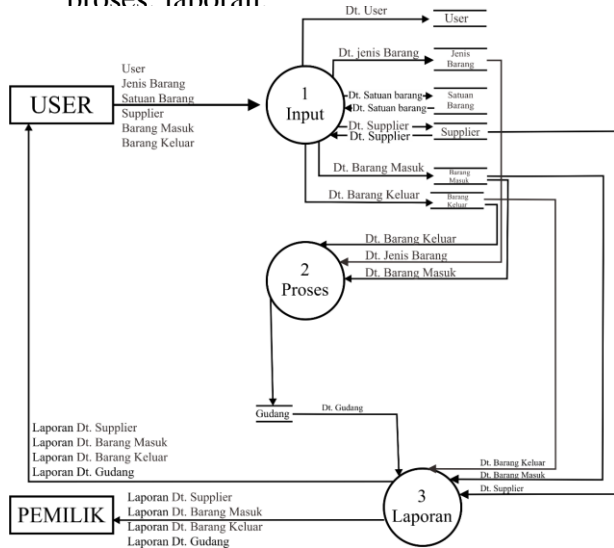 proses, laporan.
Dt. User
User
Dt. jenis Barang
Jenis
Barang
User
Jenis Barang
Satuan Barang
Supplier
Barang Masuk
Barang Keluar
USER
1
Input
Dt. Satuan barang
Dt. Satuan barang
Satuan
Barang
Dt. Supplier
Dt. Supplier
Supplier
Dt. Barang Masuk
Barang
Masuk
Dt. Barang Keluar
Barang
Keluar
Dt. Barang Keluar
Dt. Jenis Barang
Dt. Barang Masuk
2
Proses
Gudang
Dt. Gudang
Laporan Dt. Supplier
Laporan Dt. Barang Masuk
Laporan Dt. Barang Keluar
Laporan Dt. Gudang
Dt. Barang Keluar
Dt. Barang Masuk
Dt. Supplier
3
Laporan
PEMILIK
Laporan Dt. Supplier
Laporan Dt. Barang Masuk
Laporan Dt. Barang Keluar
Laporan Dt. Gudang